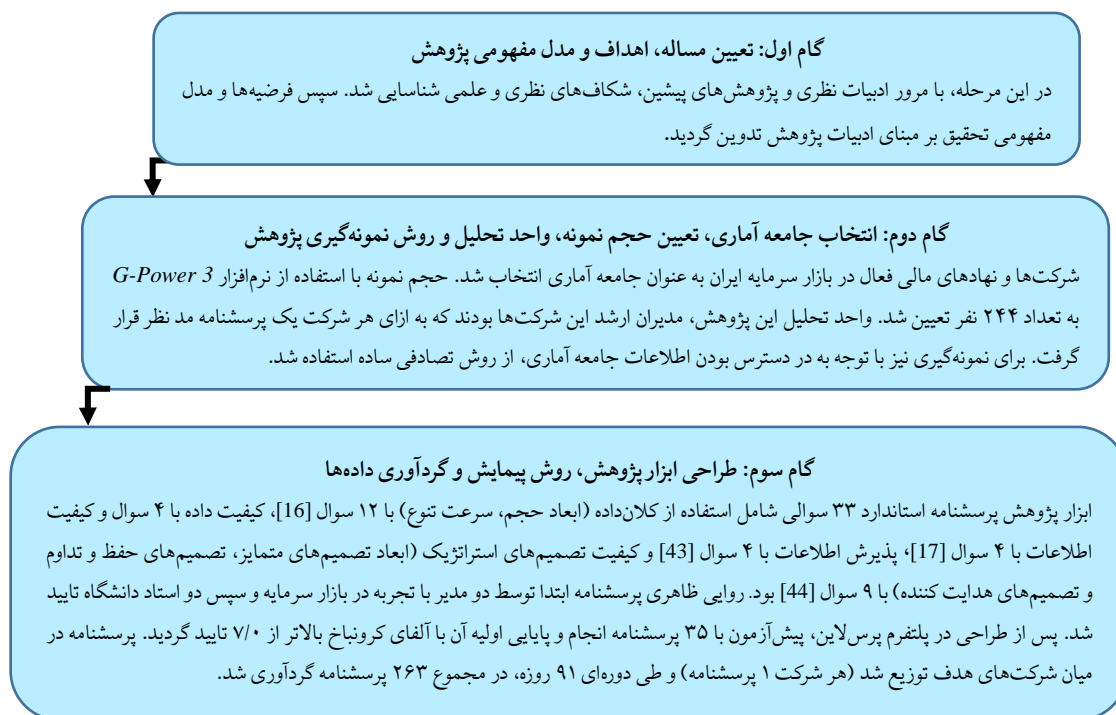 گام اول: تعیین مساله، اهداف و مدل مفهومی پژوهش
در این مرحله، با مرور ادبیات نظری و پژوهش‌های پیشین، شکاف‌های نظری و علمی شناسایی شد. سپس فرضیه‌ها و مدل
مفهومی تحقیق بر مبنای ادبیات پژوهش تدوین گردید.
گام دوم: انتخاب جامعه آماری، تعیین حجم نمونه، واحد تحلیل و روش نمونه‌گیری پژوهش
شرکت‌ها و نهادهای مالی فعال در بازار سرمایه ایران به عنوان جامعه آماری انتخاب شد. حجم نمونه با استفاده از نرم‌افزار G-Power 3
به تعداد ۲۴۴ نفر تعیین شد. واحد تحلیل این پژوهش، مدیران ارشد این شرکت‌ها بودند که به ازای هر شرکت یک پرسشنامه مد نظر قرار
گرفت. برای نمونه‌گیری نیز با توجه به در دسترس بودن اطلاعات جامعه آماری، از روش تصادفی ساده استفاده شد.
گام سوم: طراحی ابزار پژوهش، روش پیمایش و گردآوری داده‌ها
ابزار پژوهش پرسشنامه استاندارد ۳۳ سوالی شامل استفاده از کلان‌داده (ابعاد حجم، سرعت تنوع) با ۱۲ سوال [16]، کیفیت داده با ۴ سوال و کیفیت
اطلاعات با ۴ سوال [17]، پذیرش اطلاعات با ۴ سوال [43] و کیفیت تصمیم‌های استراتژیک (ابعاد تصمیم‌های متمایز، تصمیم‌های حفظ و تداوم
و تصمیم‌های هدایت کننده) با ۹ سوال [44] بود. روایی ظاهری پرسشنامه ابتدا توسط دو مدیر با تجربه در بازار سرمایه و سپس دو استاد دانشگاه تایید
شد. پس از طراحی در پلتفرم پرس‌لاین، پیش‌آزمون با ۳۵ پرسشنامه انجام و پایایی اولیه آن با آلفای کرونباخ بالاتر از ۷/۰ تایید گردید. پرسشنامه در
میان شرکت‌های هدف توزیع شد (هر شرکت ۱ پرسشنامه) و طی دوره‌ای ۹۱ روزه، در مجموع ۲۶۳ پرسشنامه گردآوری شد.